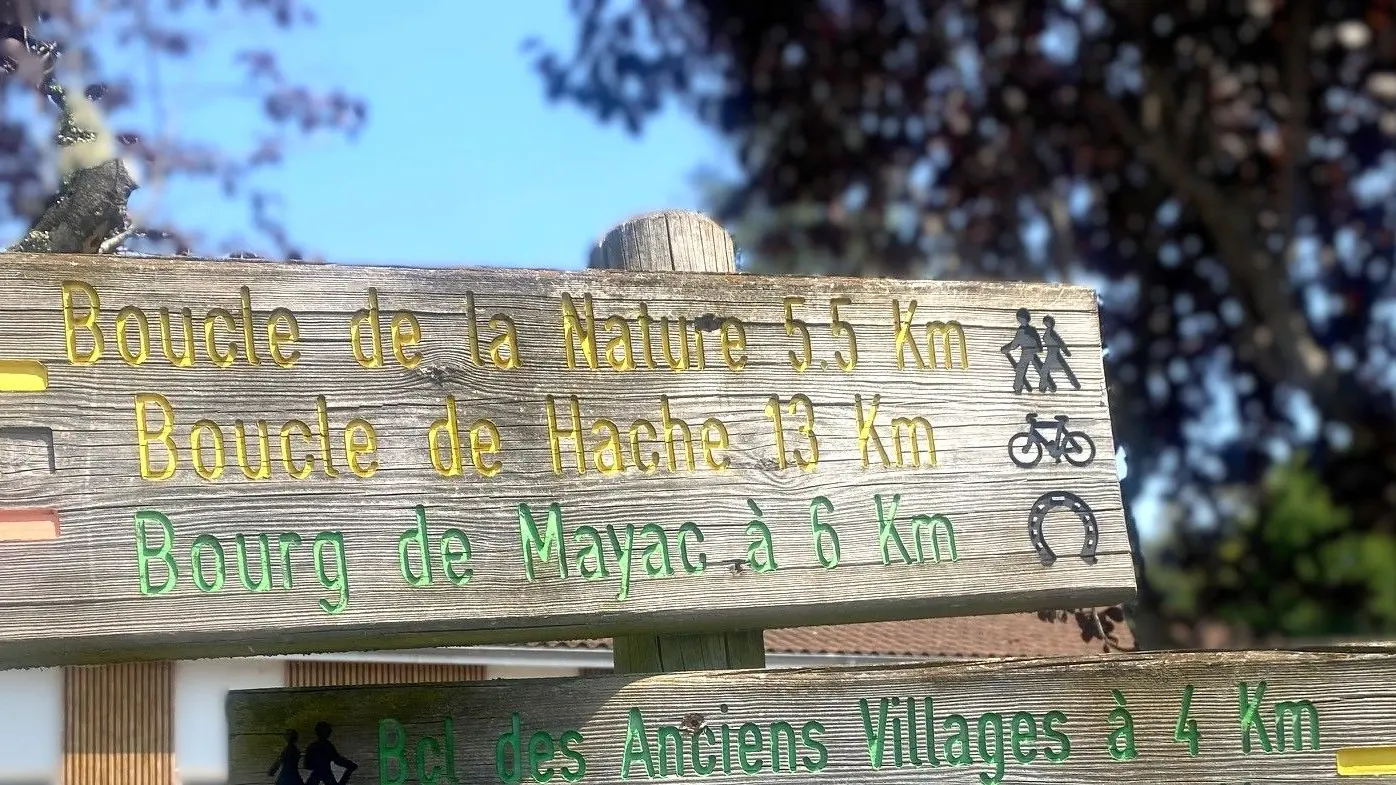 Boucle de la Nature 5.5 Km
Boucle de Hache 13 Km
Bourg de Mayac à 6 Km
Bcl des Anciens Villages à 4 Km